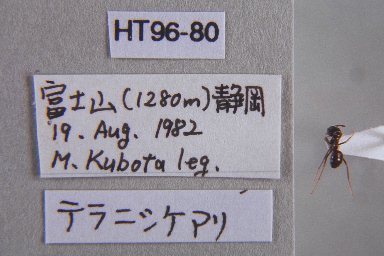 HT96-80
富士山(1280m)静岡
19. Aug. 1982
M. Kubota leg.
テラニシケアリ